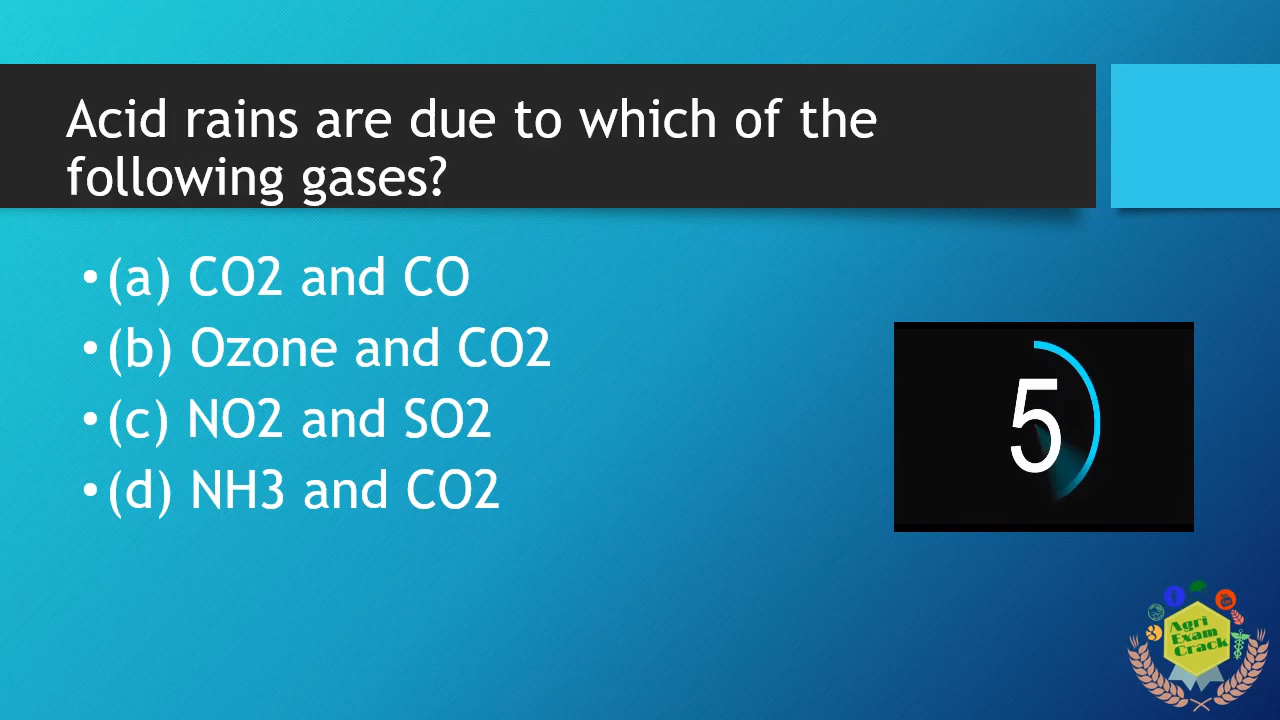 Acid rains are due to which of the
following gases?
•(a) CO2 and CO
•(b) Ozone and CO2
•(c) NO2 and SO2
•(d) NH3 and CO2
5
Agri
Exam
Crack